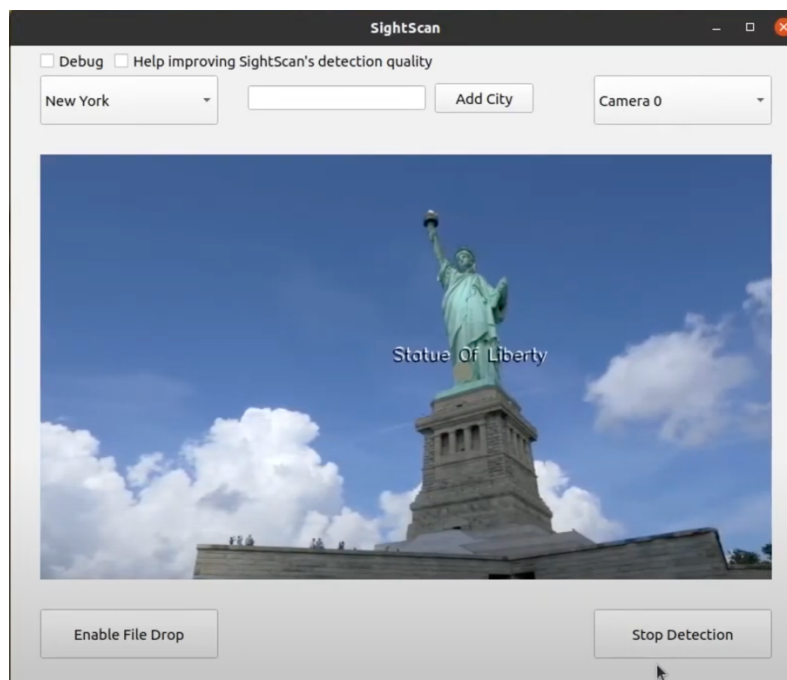 SightScan
Debug Help improving SightScan's detection quality
New York Add City Camera 0
Statue Of Liberty
Enable File Drop Stop Detection